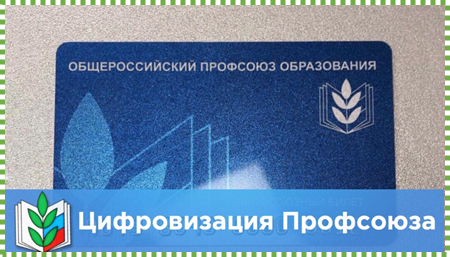 ОБЩЕРОССИЙСКИЙ ПРОФСОЮЗ ОБРАЗОВАНИЯ
Цифровизация Профсоюза